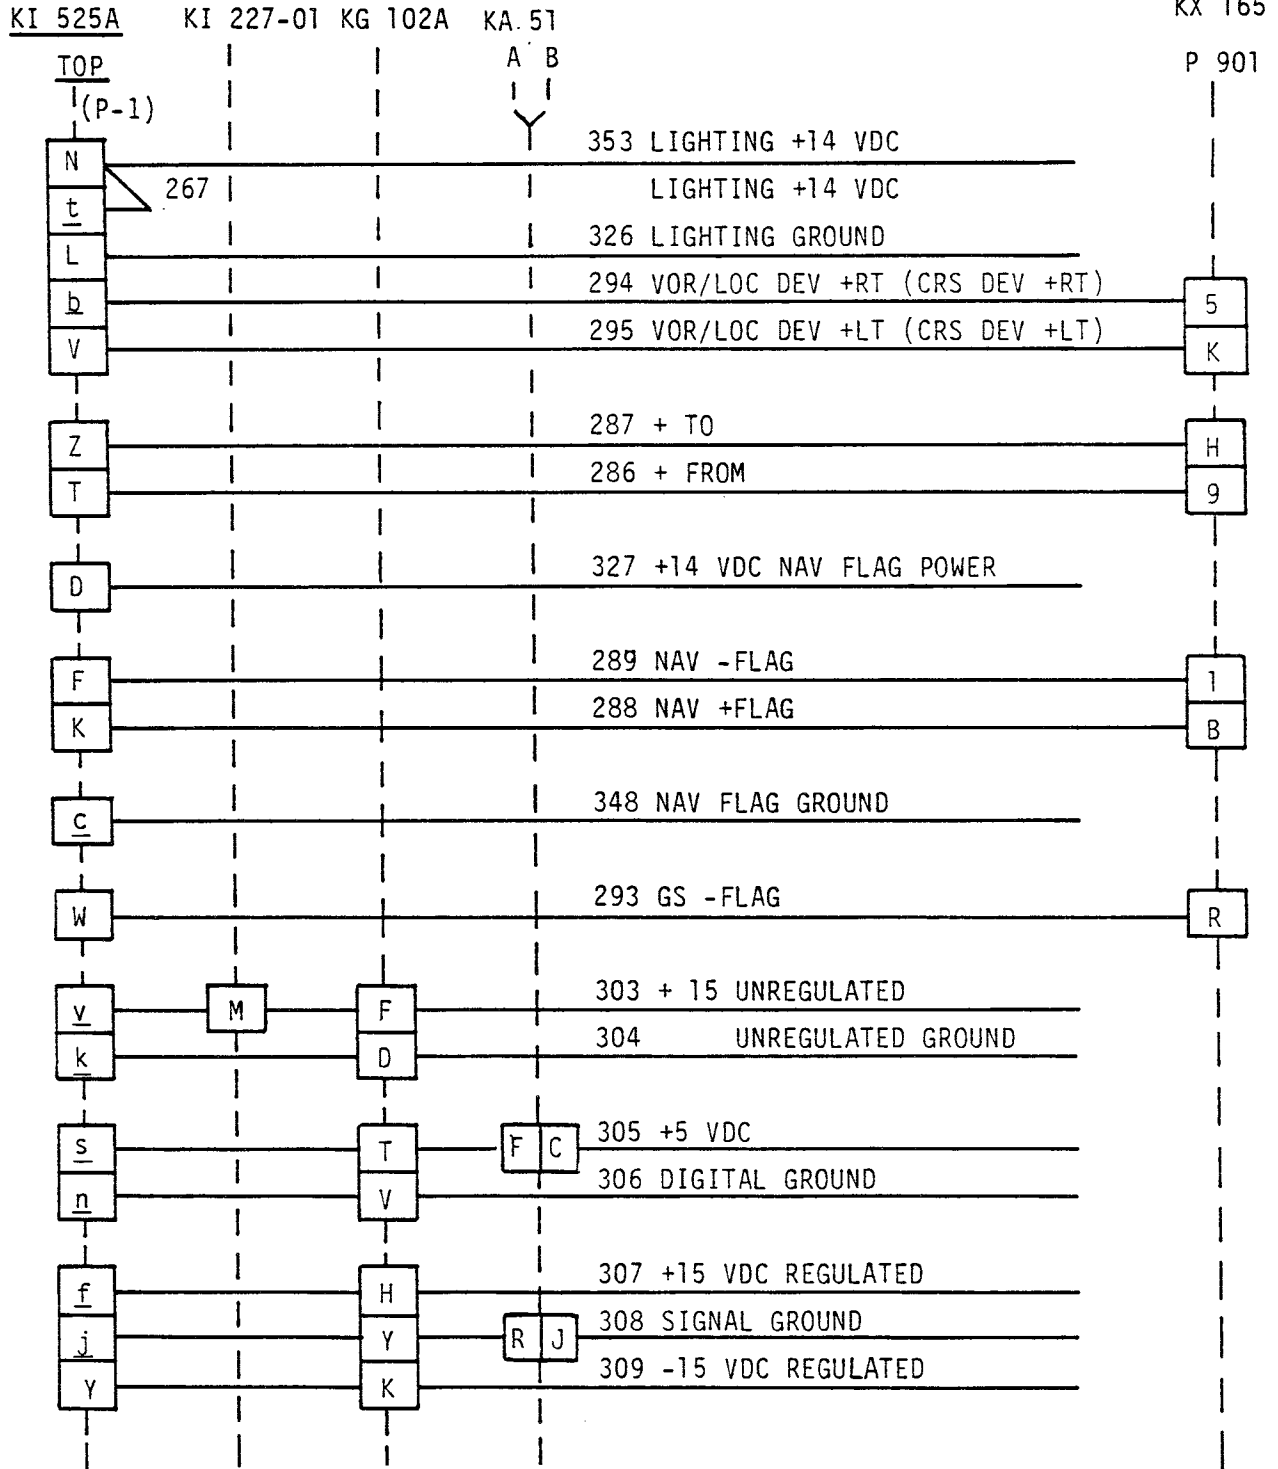 KI 525A KI 227-01 KG 102A KA 51 KX 165
TOP A B P 901
(P-1)
N 353 LIGHTING +14 VDC
t 267 LIGHTING +14 VDC
L 326 LIGHTING GROUND
b 294 VOR/LOC DEV +RT (CRS DEV +RT) 5
V 295 VOR/LOC DEV +LT (CRS DEV +LT) K
Z 287 + TO H
T 286 + FROM 9
D 327 +14 VDC NAV FLAG POWER
F 289 NAV -FLAG 1
K 288 NAV +FLAG B
c 348 NAV FLAG GROUND
W 293 GS -FLAG R
v M F 303 + 15 UNREGULATED
k D 304 UNREGULATED GROUND
s T F C 305 +5 VDC
n V 306 DIGITAL GROUND
f H 307 +15 VDC REGULATED
j Y R J 308 SIGNAL GROUND
Y K 309 -15 VDC REGULATED